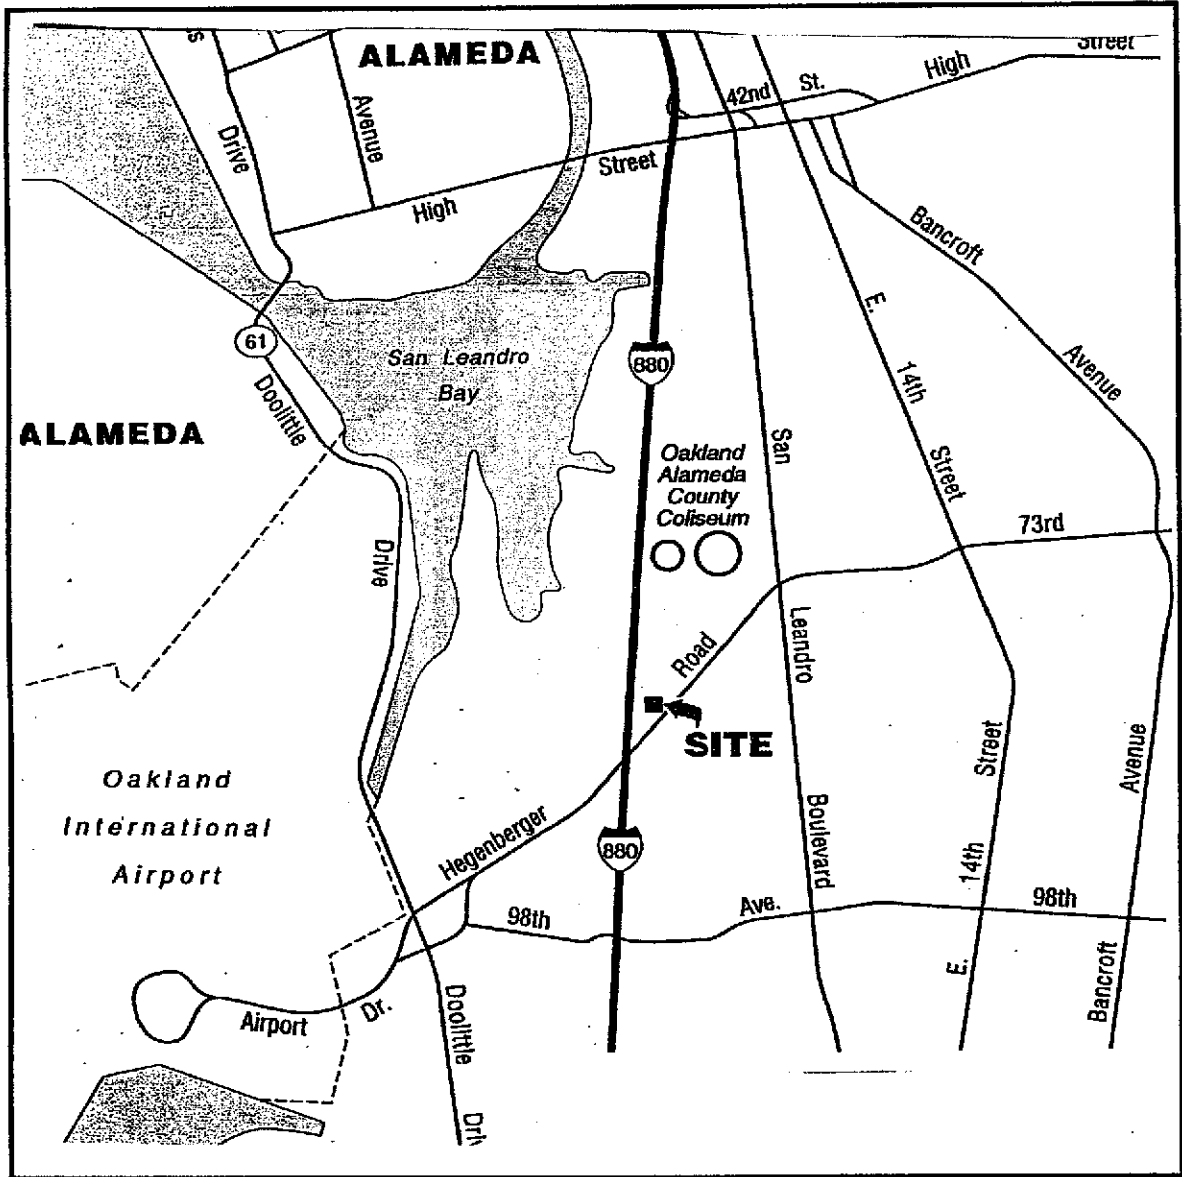 ALAMEDA
Street
High
42nd
St.
Drive
Avenue
Street
High
Bancroft
E.
61
San Leandro
Bay
880
Avenue
14th
Doolittle
ALAMEDA
San
Oakland
Alameda
County
Coliseum
Street
73rd
Drive
Road
Leandro
SITE
Street
Avenue
Oakland
International
Airport
Hegenberger
880
Boulevard
14th
98th
Ave.
98th
E.
Bancroft
Airport
Dr.
Doolittle